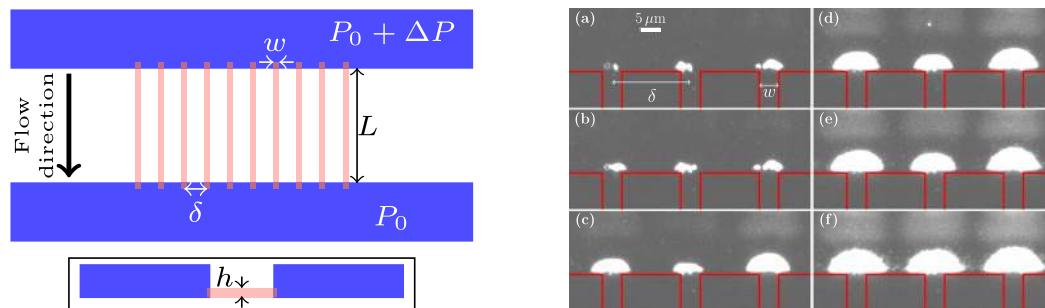 P₀ + ΔP
w
Flow
direction
L
δ
P₀
h
(a)
5 μm
δ
w
(b)
(c)
(d)
(e)
(f)